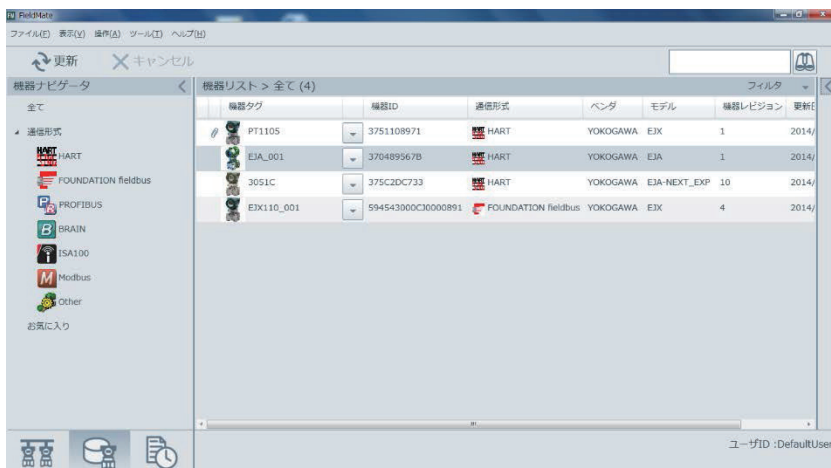 FieldMate
ファイル(F) 表示(V) 操作(A) ツール(T) ヘルプ(H)
更新 キャンセル
機器ナビゲータ 機器リスト > 全て (4) フィルタ
全て
通信形式
HART
FOUNDATION fieldbus
PROFIBUS
BRAIN
ISA100
Modbus
Other
お気に入り
機器タグ 機器ID 通信形式 ベンダ モデル 機器レビジョン 更新
PT1105 3751108971 HART YOKOGAWA EJX 1 2014/
EJA_001 370489567B HART YOKOGAWA EJA 1 2014/
3051C 375C2DC733 HART YOKOGAWA EJA-NEXT_EXP 10 2014/
EJX110_001 594543000CJ0000891 FOUNDATION fieldbus YOKOGAWA EJX 4 2014/
ユーザID :DefaultUser